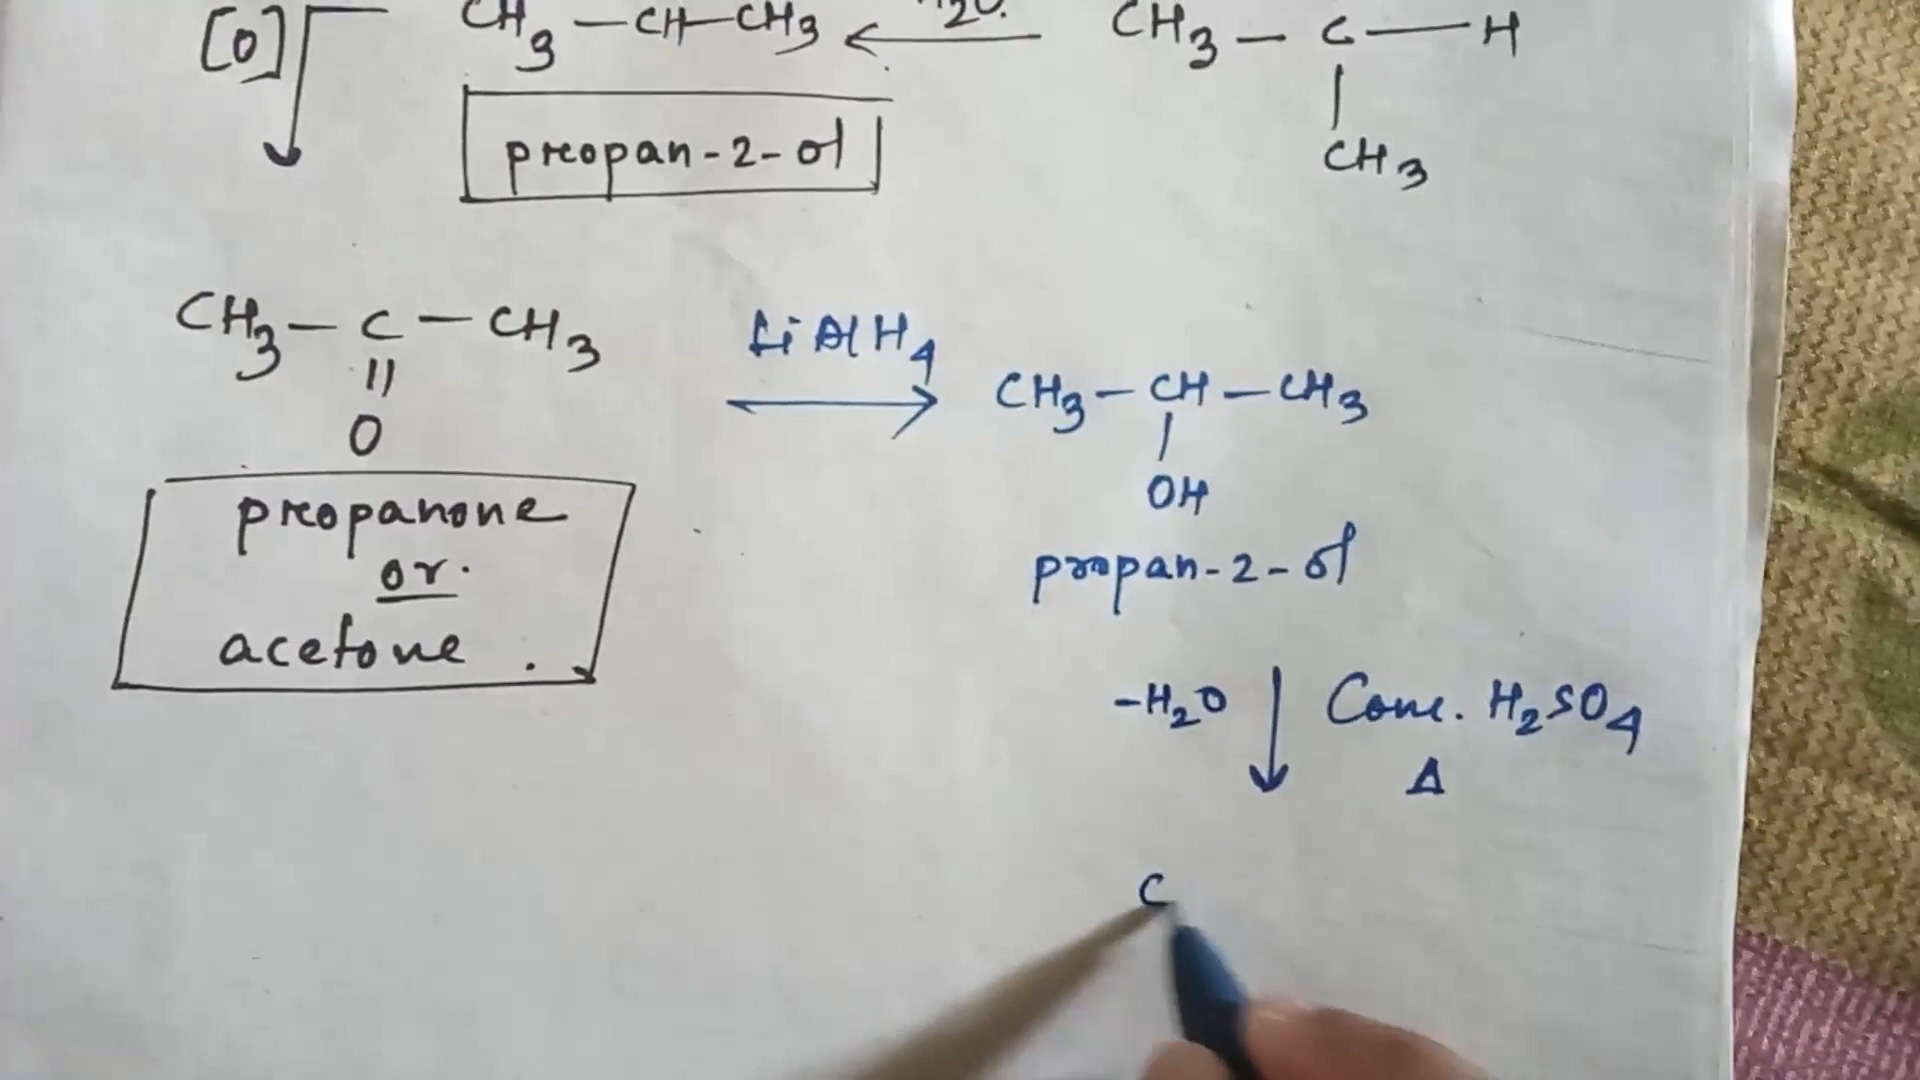 [O] CH3 — CH — CH3 ← H2O. CH3 — C — H
|
CH3
propan-2-ol
CH3 — C — CH3
||
O
LiAlH4
→
CH3 — CH — CH3
|
OH
propan-2-ol
propanone
or.
acetone .
-H2O ↓ Conc. H2SO4
Δ
C